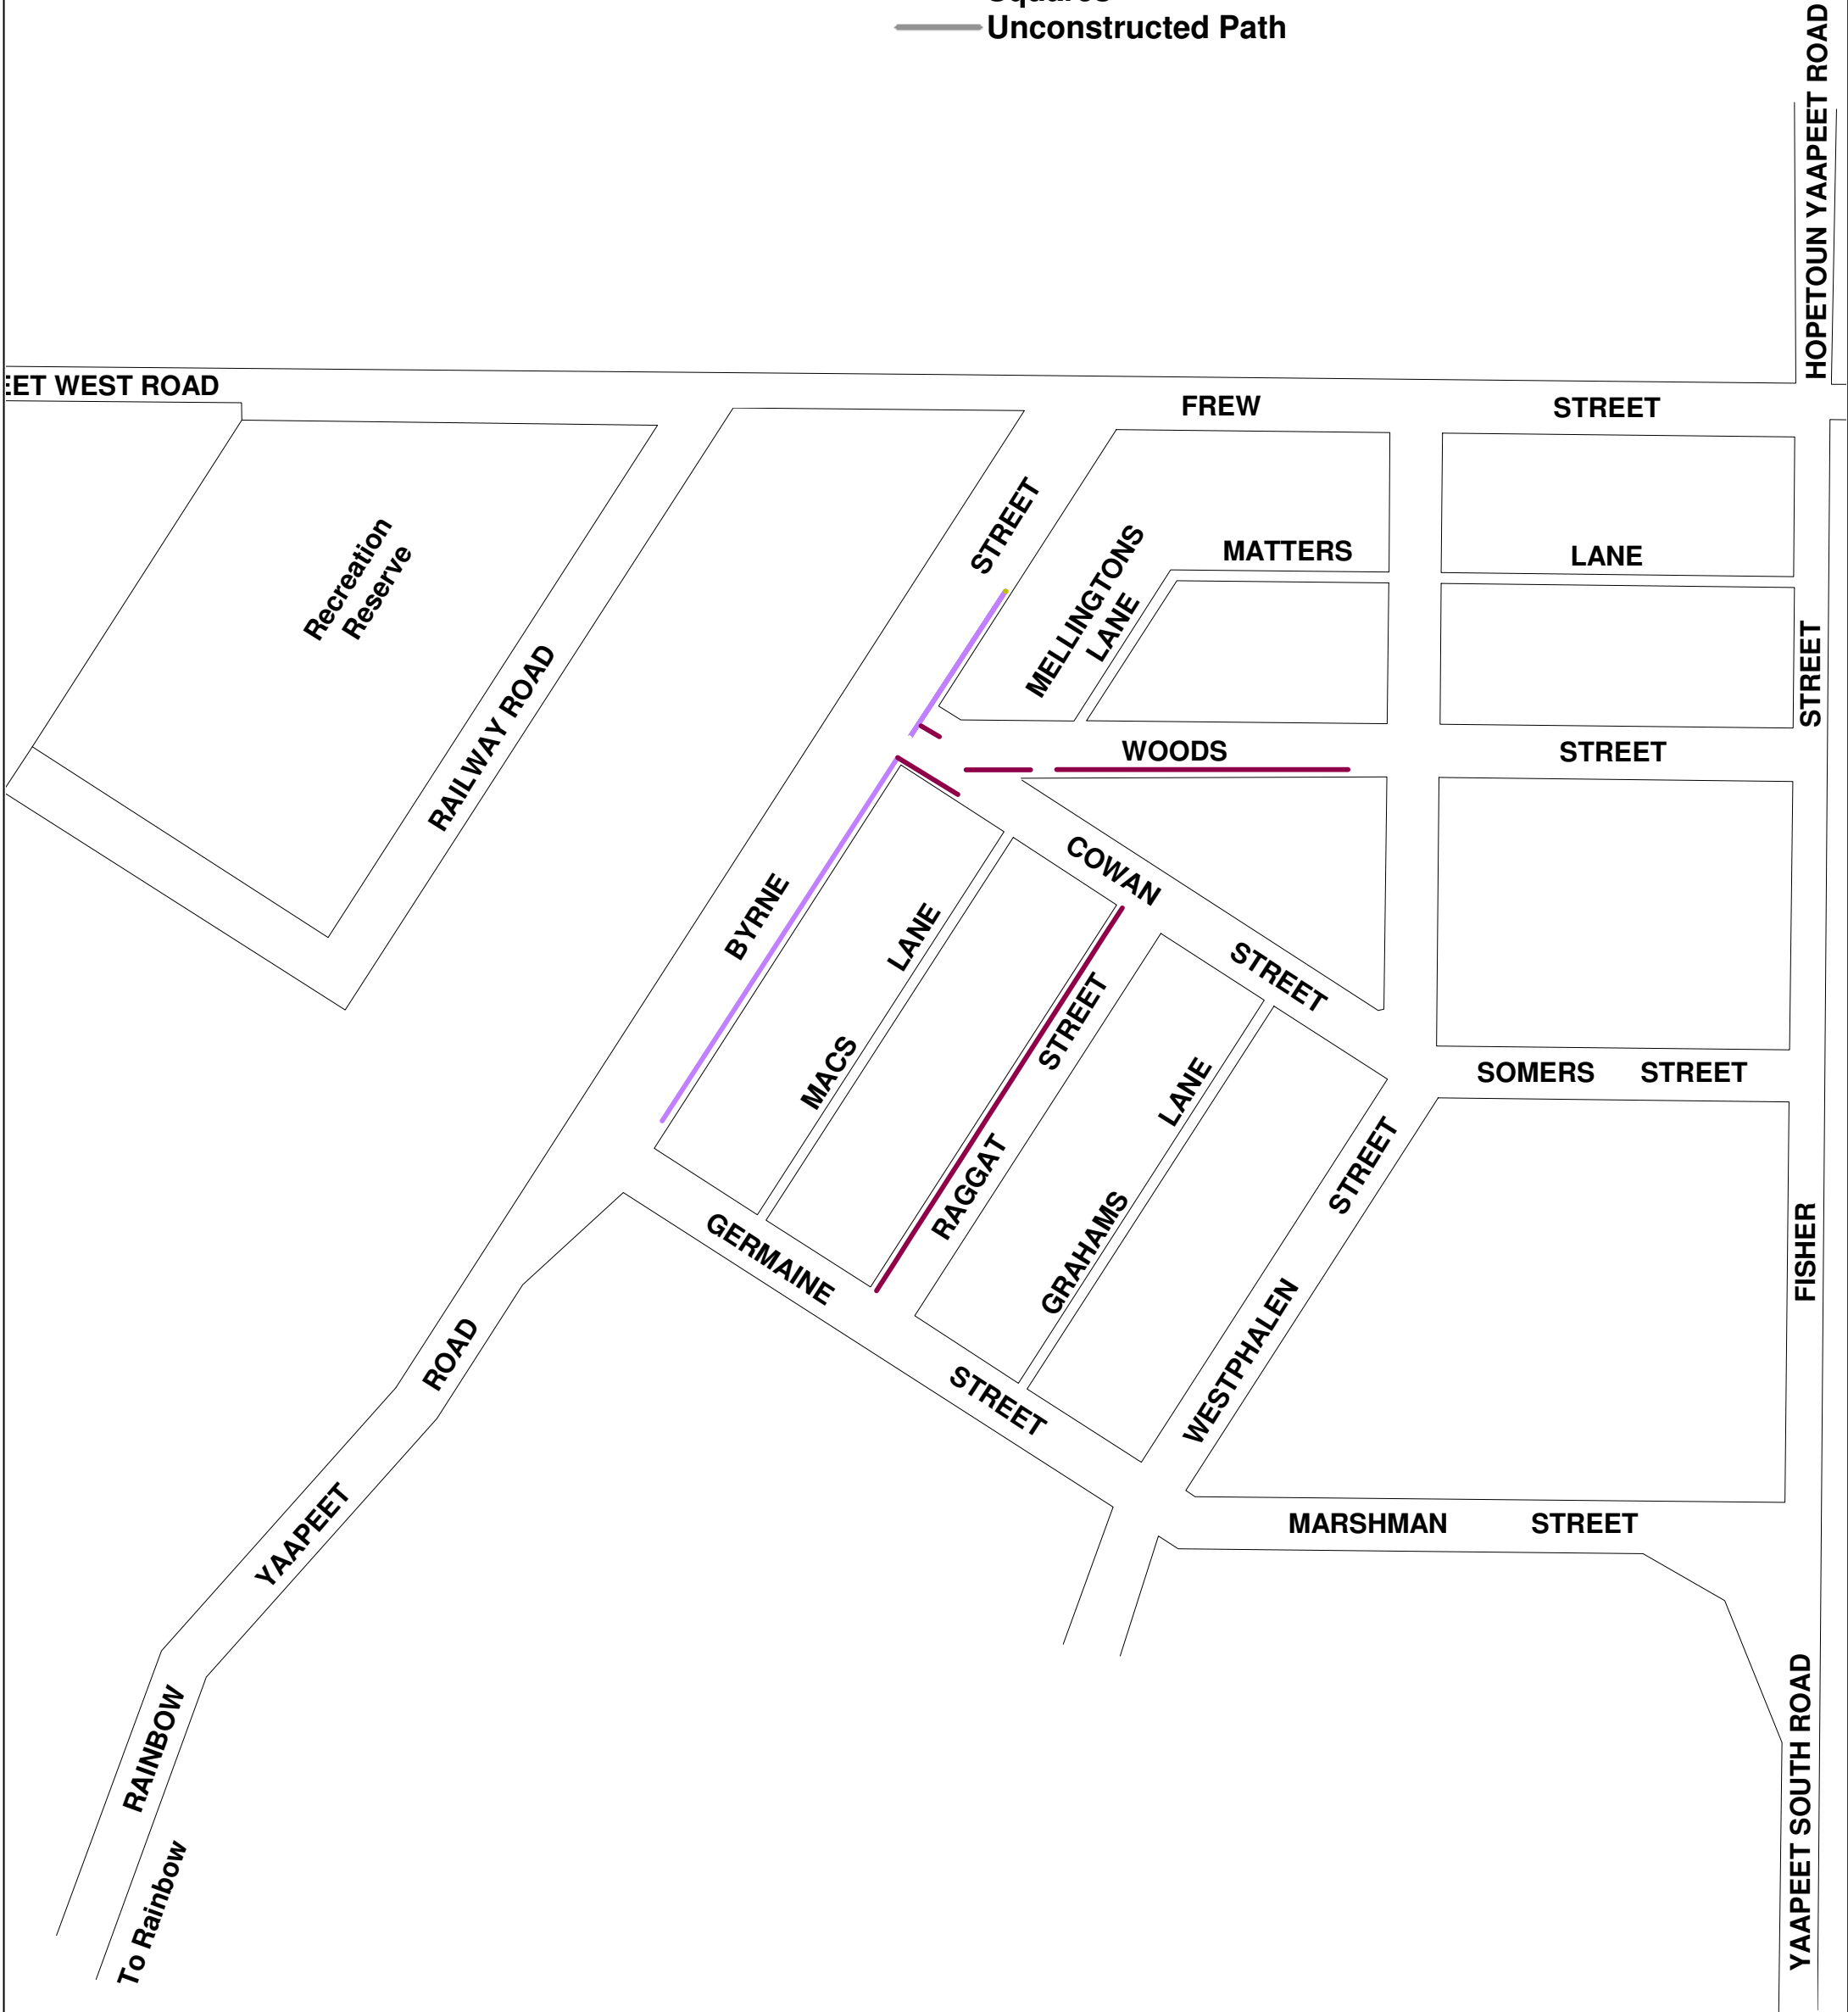 Unconstructed Path
HOPETOUN YAAPEET ROAD
EET WEST ROAD
FREW STREET
Recreation
Reserve
RAILWAY ROAD
STREET
MELLINGTONS
LANE
MATTERS LANE
STREET
WOODS STREET
BYRNE
COWAN
STREET
LANE
MACS
STREET
RAGGAT
LANE
GRAHAMS
SOMERS STREET
STREET
WESTPHALEN
FISHER
GERMAINE
STREET
ROAD
YAAPEET
RAINBOW
To Rainbow
MARSHMAN STREET
YAAPEET SOUTH ROAD